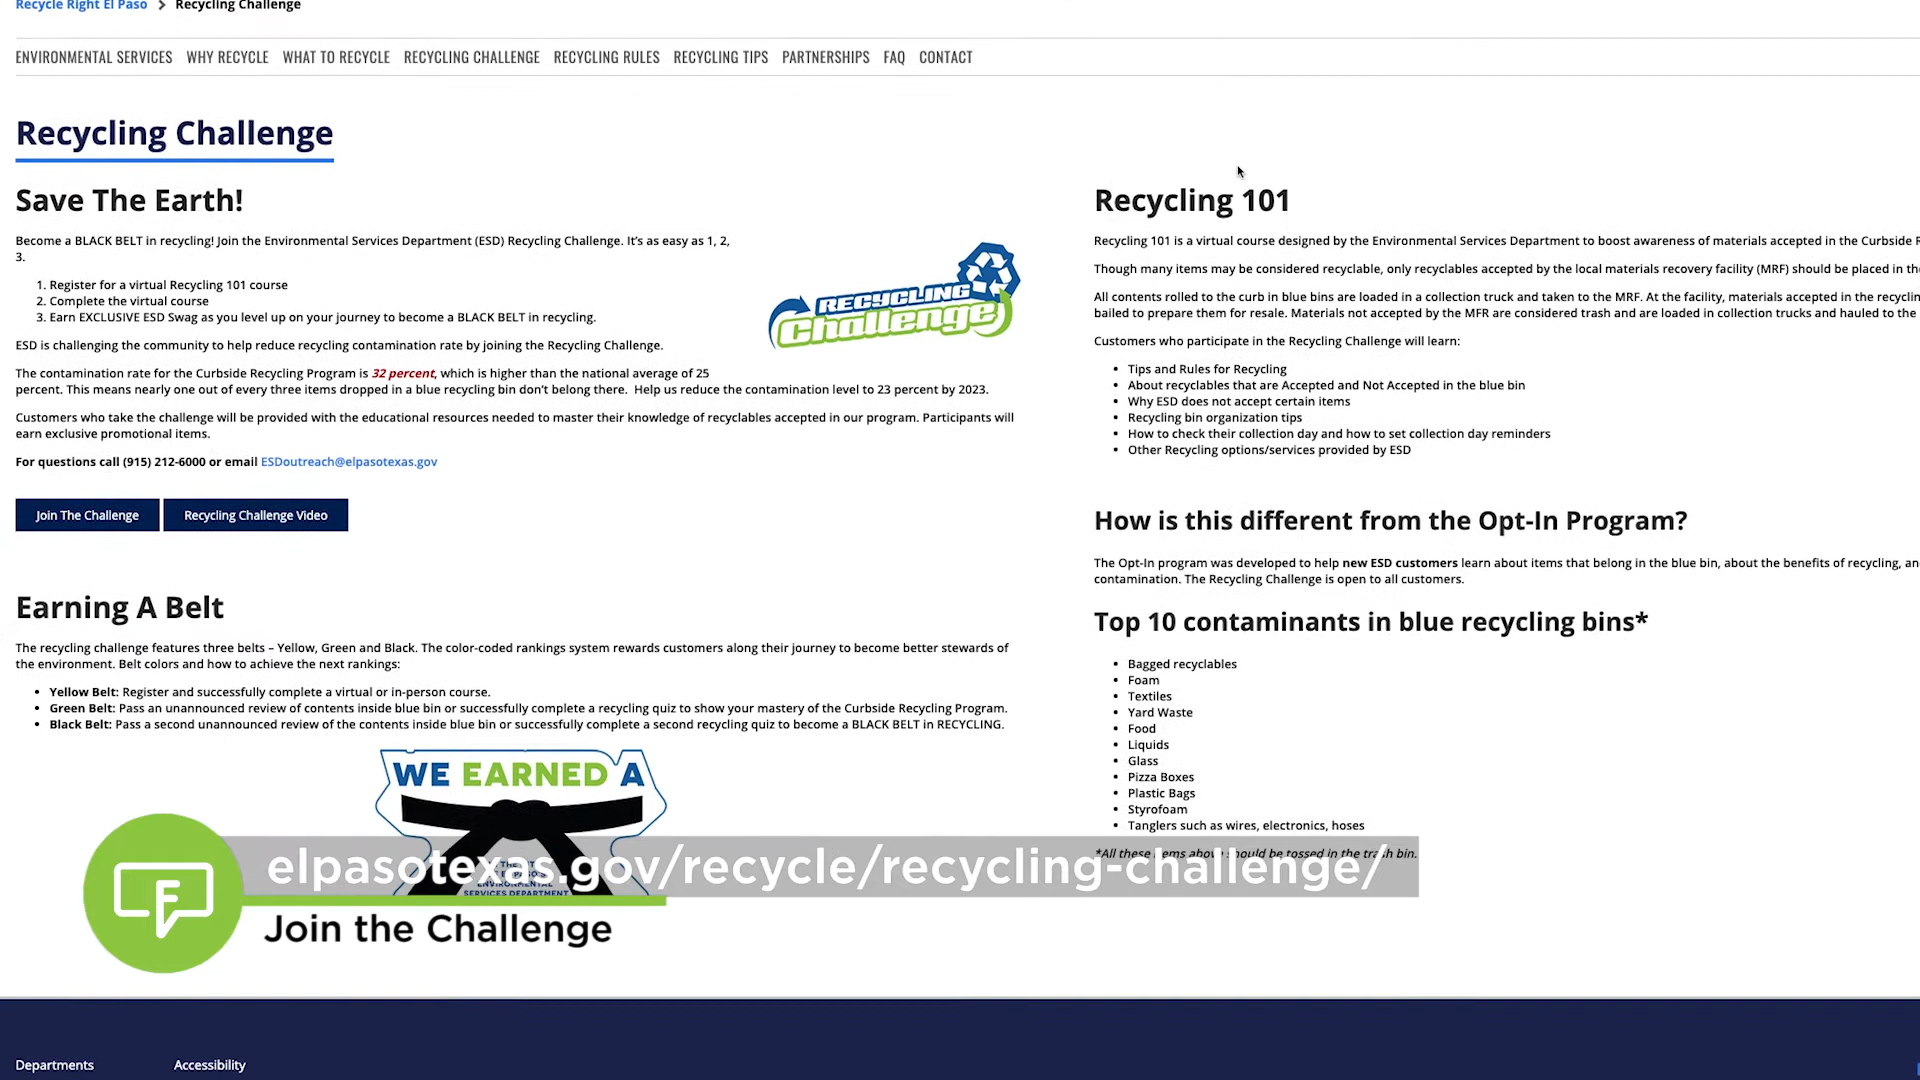 Recycle Right El Paso > Recycling Challenge
ENVIRONMENTAL SERVICES WHY RECYCLE WHAT TO RECYCLE RECYCLING CHALLENGE RECYCLING RULES RECYCLING TIPS PARTNERSHIPS FAQ CONTACT
Recycling Challenge
Save The Earth!
Become a BLACK BELT in recycling! Join the Environmental Services Department (ESD) Recycling Challenge. It's as easy as 1, 2,
3.
1. Register for a virtual Recycling 101 course
2. Complete the virtual course
3. Earn EXCLUSIVE ESD Swag as you level up on your journey to become a BLACK BELT in recycling.
RECYCLING
Challenge
ESD is challenging the community to help reduce recycling contamination rate by joining the Recycling Challenge.
The contamination rate for the Curbside Recycling Program is 32 percent, which is higher than the national average of 25
percent. This means nearly one out of every three items dropped in a blue recycling bin don't belong there. Help us reduce the contamination level to 23 percent by 2023.
Customers who take the challenge will be provided with the educational resources needed to master their knowledge of recyclables accepted in our program. Participants will
earn exclusive promotional items.
For questions call (915) 212-6000 or email ESDoutreach@elpasotexas.gov
Join The Challenge
Recycling Challenge Video
Earning A Belt
The recycling challenge features three belts – Yellow, Green and Black. The color-coded rankings system rewards customers along their journey to become better stewards of
the environment. Belt colors and how to achieve the next rankings:
• Yellow Belt: Register and successfully complete a virtual or in-person course.
• Green Belt: Pass an unannounced review of contents inside blue bin or successfully complete a recycling quiz to show your mastery of the Curbside Recycling Program.
• Black Belt: Pass a second unannounced review of the contents inside blue bin or successfully complete a second recycling quiz to become a BLACK BELT in RECYCLING.
WE EARNED A
ENVIRONMENTAL
SERVICES DEPARTMENT
Recycling 101
Recycling 101 is a virtual course designed by the Environmental Services Department to boost awareness of materials accepted in the Curbside
Though many items may be considered recyclable, only recyclables accepted by the local materials recovery facility (MRF) should be placed in
All contents rolled to the curb in blue bins are loaded in a collection truck and taken to the MRF. At the facility, materials accepted in the
bailed to prepare them for resale. Materials not accepted by the MFR are considered trash and are loaded in collection trucks and hauled to the
Customers who participate in the Recycling Challenge will learn:
• Tips and Rules for Recycling
• About recyclables that are Accepted and Not Accepted in the blue bin
• Why ESD does not accept certain items
• Recycling bin organization tips
• How to check their collection day and how to set collection day reminders
• Other Recycling options/services provided by ESD
How is this different from the Opt-In Program?
The Opt-In program was developed to help new ESD customers learn about items that belong in the blue bin, about the benefits of recycling,
contamination. The Recycling Challenge is open to all customers.
Top 10 contaminants in blue recycling bins*
• Bagged recyclables
• Foam
• Textiles
• Yard Waste
• Food
• Liquids
• Glass
• Pizza Boxes
• Plastic Bags
• Styrofoam
• Tanglers such as wires, electronics, hoses
*All these items above should be tossed in the trash bin.
F
elpasotexas.gov/recycle/recycling-challenge/
Join the Challenge
Departments
Accessibility